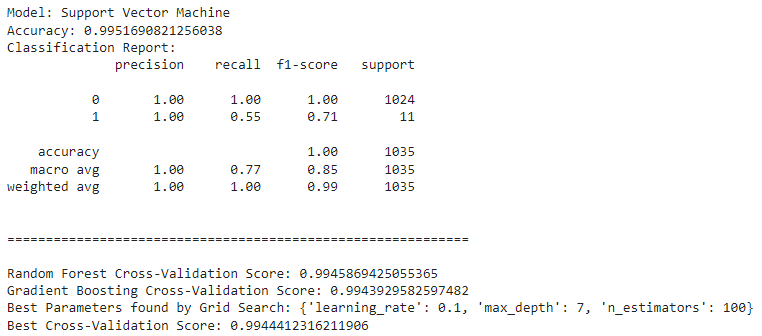 Model: Support Vector Machine
Accuracy: 0.9951690821256038
Classification Report:
              precision    recall  f1-score   support

           0       1.00      1.00      1.00      1024
           1       1.00      0.55      0.71        11

    accuracy                           1.00      1035
   macro avg       1.00      0.77      0.85      1035
weighted avg       1.00      1.00      0.99      1035

============================================================

Random Forest Cross-Validation Score: 0.9945869425055365
Gradient Boosting Cross-Validation Score: 0.9943929582597482
Best Parameters found by Grid Search: {'learning_rate': 0.1, 'max_depth': 7, 'n_estimators': 100}
Best Cross-Validation Score: 0.9944412316211906